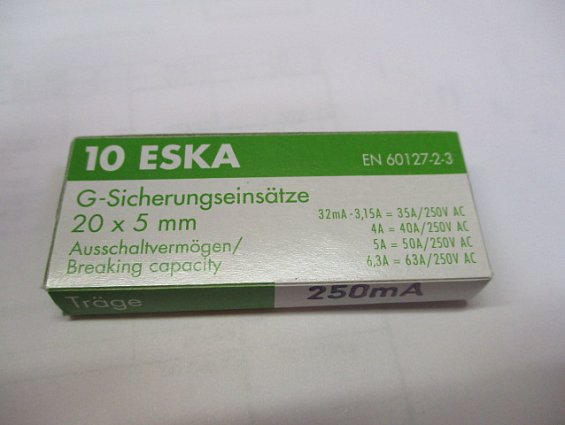 10 ESKA
EN 60127-2-3
G-Sicherungseinsätze
20 x 5 mm
Ausschaltvermögen/
Breaking capacity
32mA - 3,15A = 35A/250V AC
4A = 40A/250V AC
5A = 50A/250V AC
6,3A = 63A/250V AC
Träge
250mA